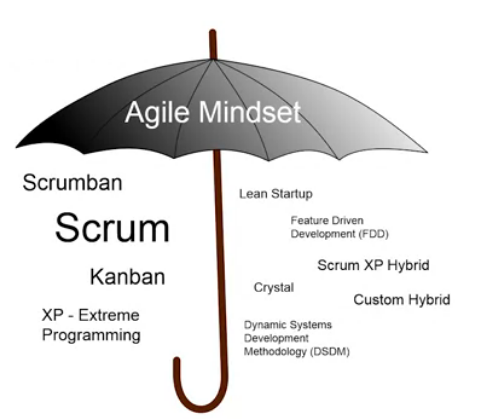 Agile Mindset
Scrumban
Scrum
Kanban
XP - Extreme
Programming
Lean Startup
Feature Driven
Development (FDD)
Scrum XP Hybrid
Crystal
Custom Hybrid
Dynamic Systems
Development
Methodology (DSDM)